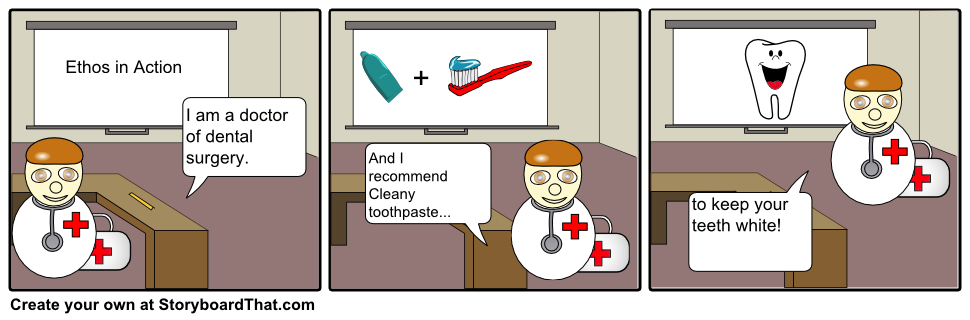 Ethos in Action
I am a doctor
of dental
surgery.
+
And I
recommend
Cleany
toothpaste...
to keep your
teeth white!
Create your own at StoryboardThat.com